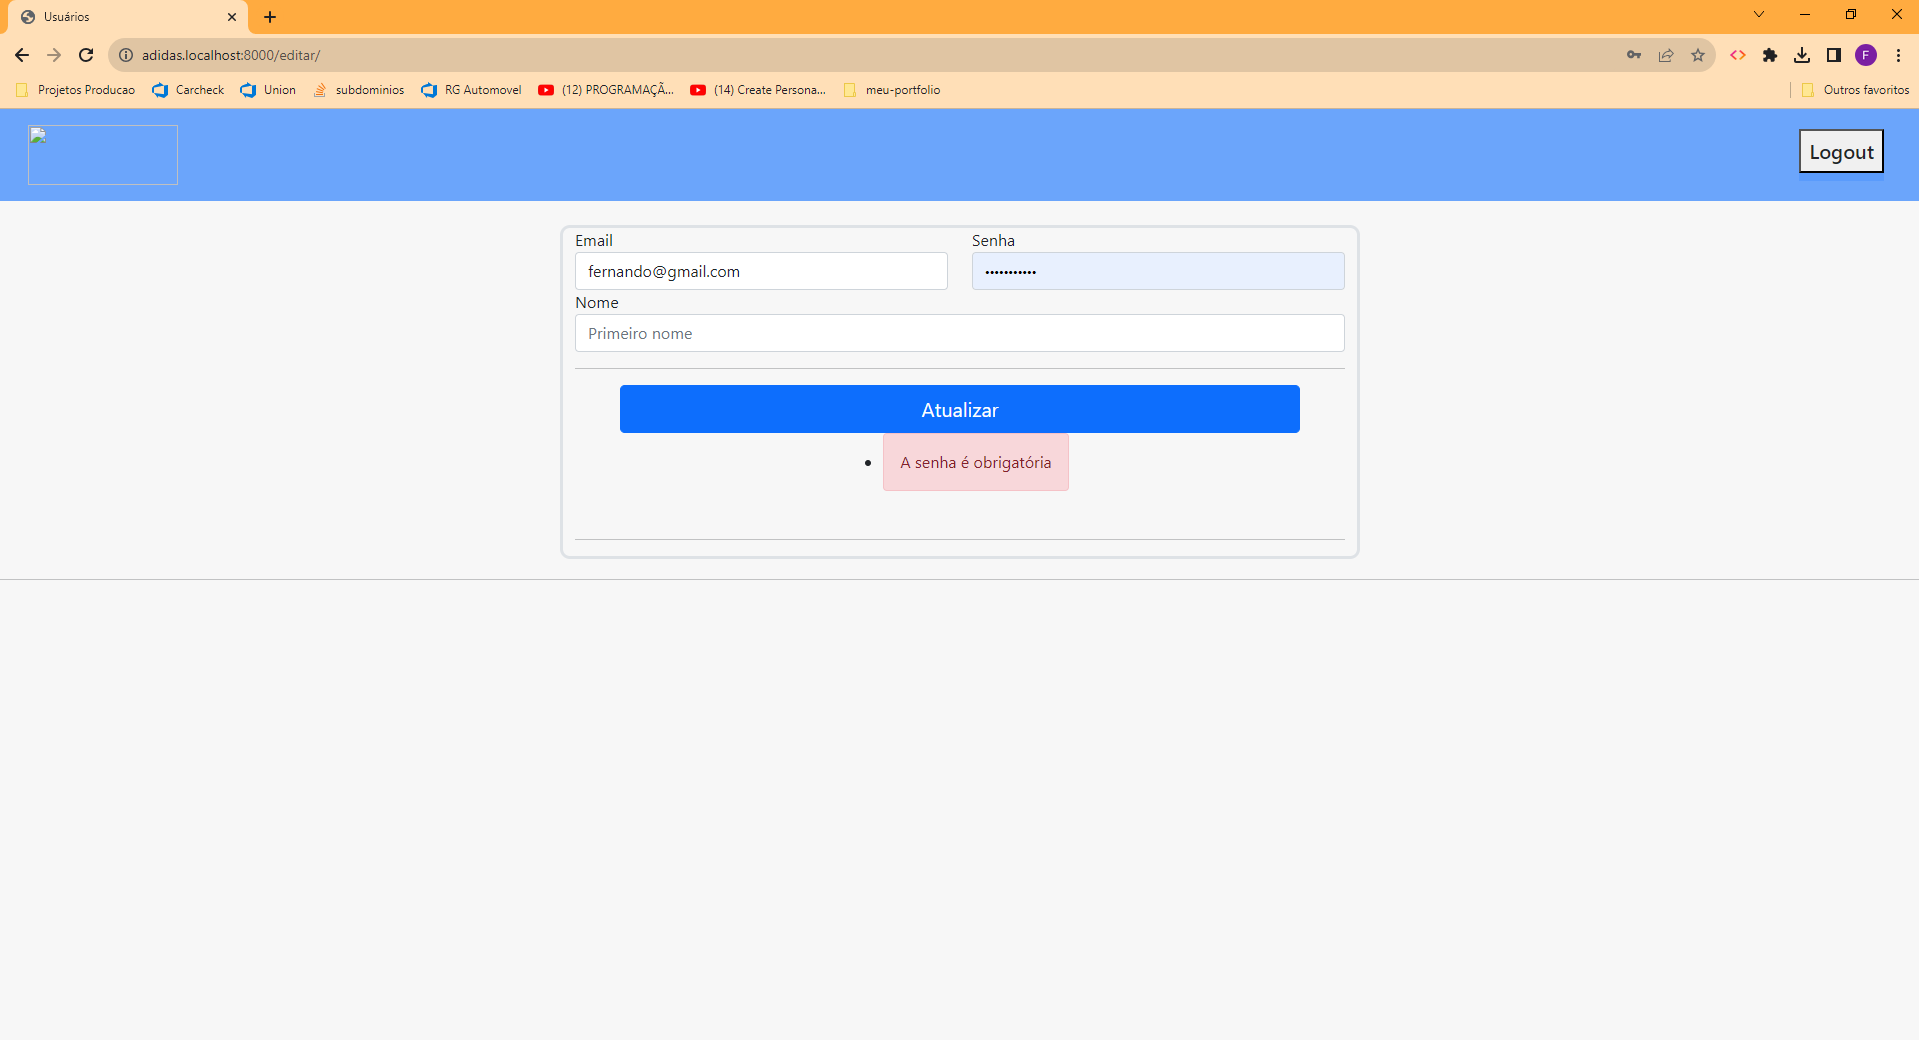 Usuários
adidas.localhost:8000/editar/
F
Projetos Producao
Carcheck
Union
subdominios
RG Automovel
(12) PROGRAMAÇÃ...
(14) Create Persona...
meu-portfolio
Outros favoritos
Logout
Email
Senha
fernando@gmail.com
•••••••••••
Nome
Primeiro nome
Atualizar
• A senha é obrigatória